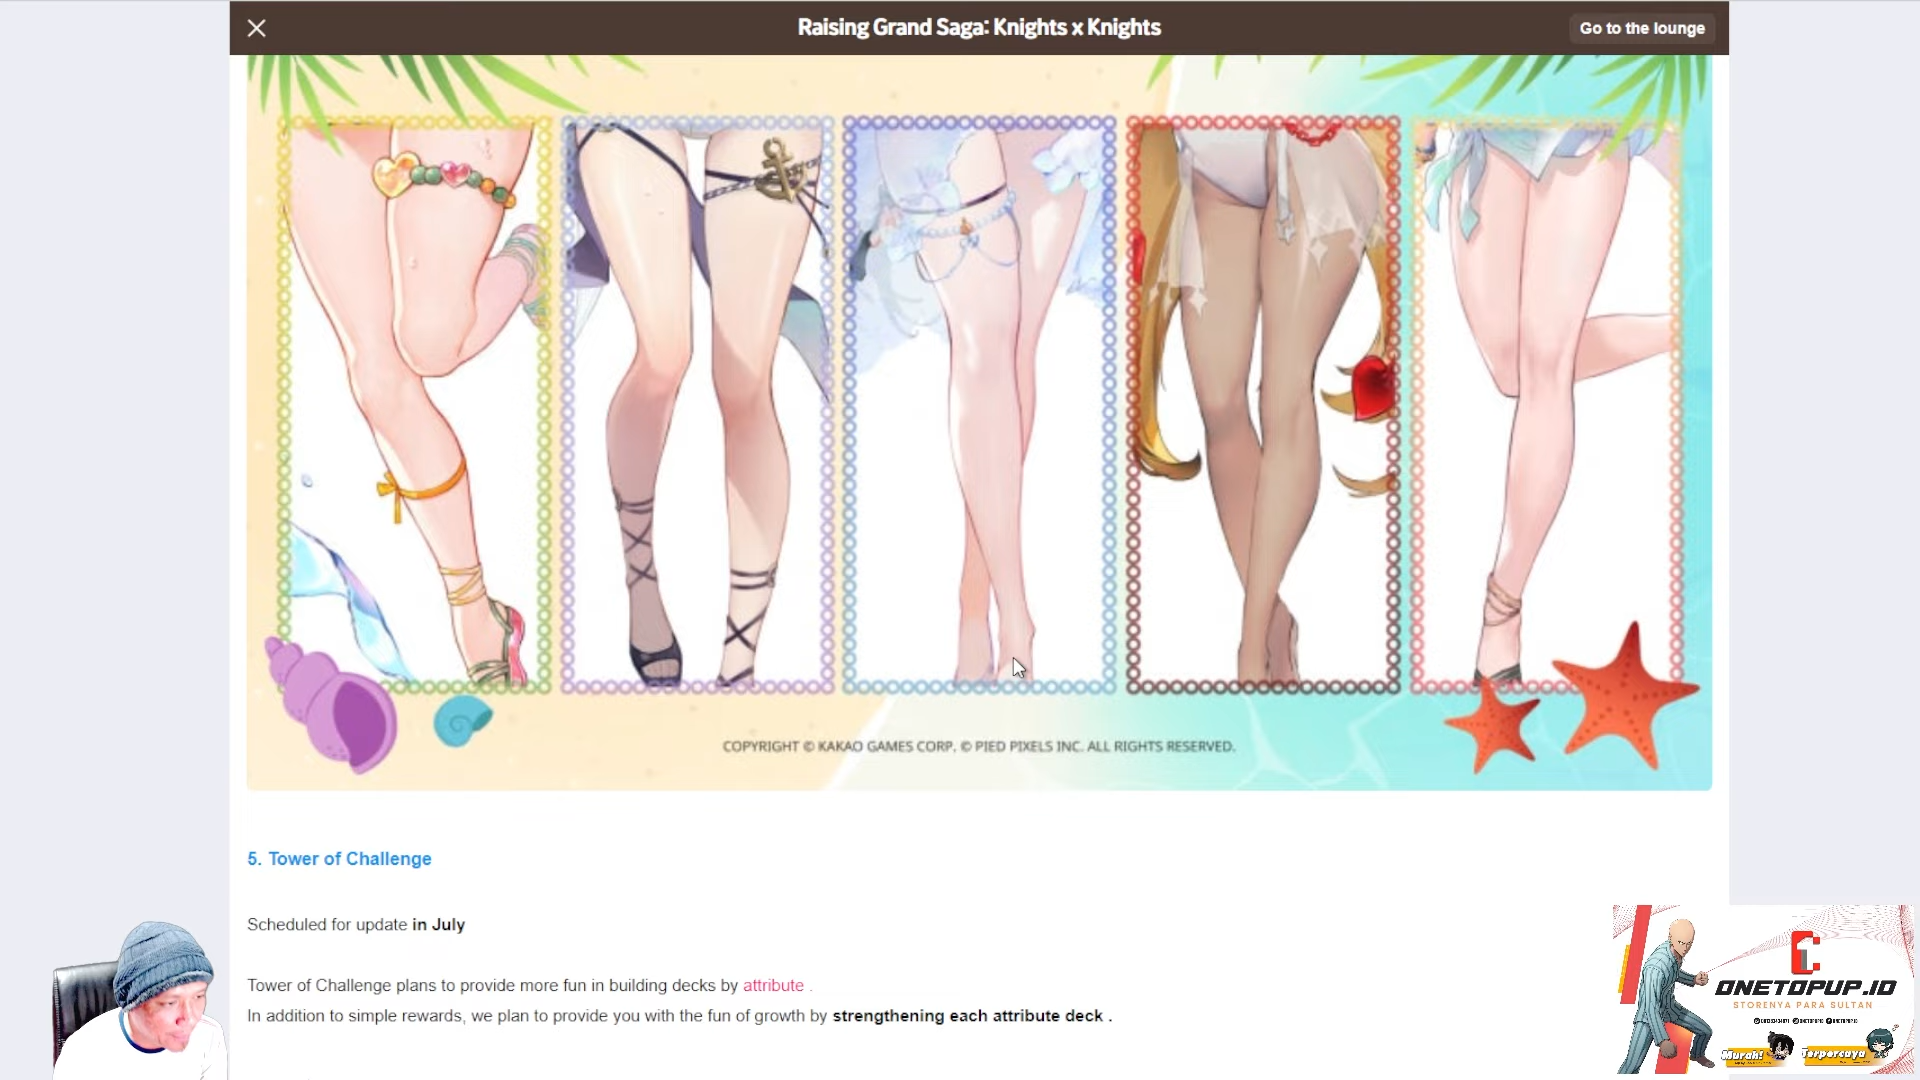 Raising Grand Saga: Knights x Knights
Go to the lounge
COPYRIGHT © KAKAO GAMES CORP. © PIED PIXELS INC. ALL RIGHTS RESERVED.
5. Tower of Challenge
Scheduled for update in July
Tower of Challenge plans to provide more fun in building decks by attribute .
In addition to simple rewards, we plan to provide you with the fun of growth by strengthening each attribute deck .
ONETOPUP.ID
STORENYA PARA SULTAN
Murah!
Terpercaya